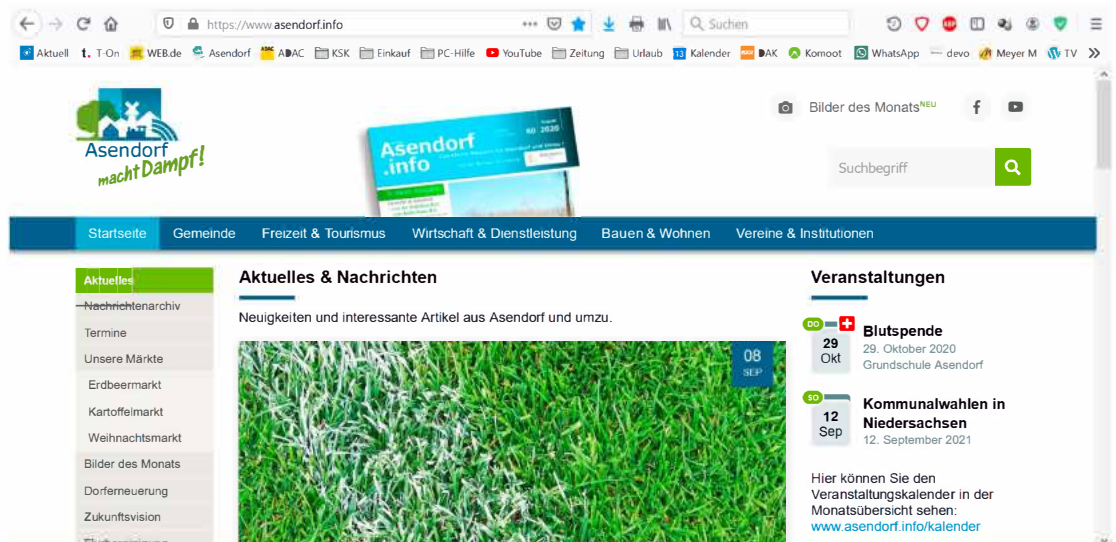 https://www.asendorf.info
Suchen
Aktuell t. T-On WEB.de Asendorf ADAC KSK Einkauf PC-Hilfe YouTube Zeitung Urlaub 13 Kalender DAK Komoot WhatsApp devo Meyer M TV
Asendorf
macht Dampf!
Asendorf
.info
60 2020
Bilder des Monats NEU
Suchbegriff
Startseite Gemeinde Freizeit & Tourismus Wirtschaft & Dienstleistung Bauen & Wohnen Vereine & Institutionen
Aktuelles
Nachrichtenarchiv
Termine
Unsere Märkte
Erdbeermarkt
Kartoffelmarkt
Weihnachtsmarkt
Bilder des Monats
Dorferneuerung
Zukunftsvision
Aktuelles & Nachrichten
Neuigkeiten und interessante Artikel aus Asendorf und umzu.
08
SEP
Veranstaltungen
DO
29
Okt
Blutspende
29. Oktober 2020
Grundschule Asendorf
SO
12
Sep
Kommunalwahlen in
Niedersachsen
12. September 2021
Hier können Sie den
Veranstaltungskalender in der
Monatsübersicht sehen:
www.asendorf.info/kalender